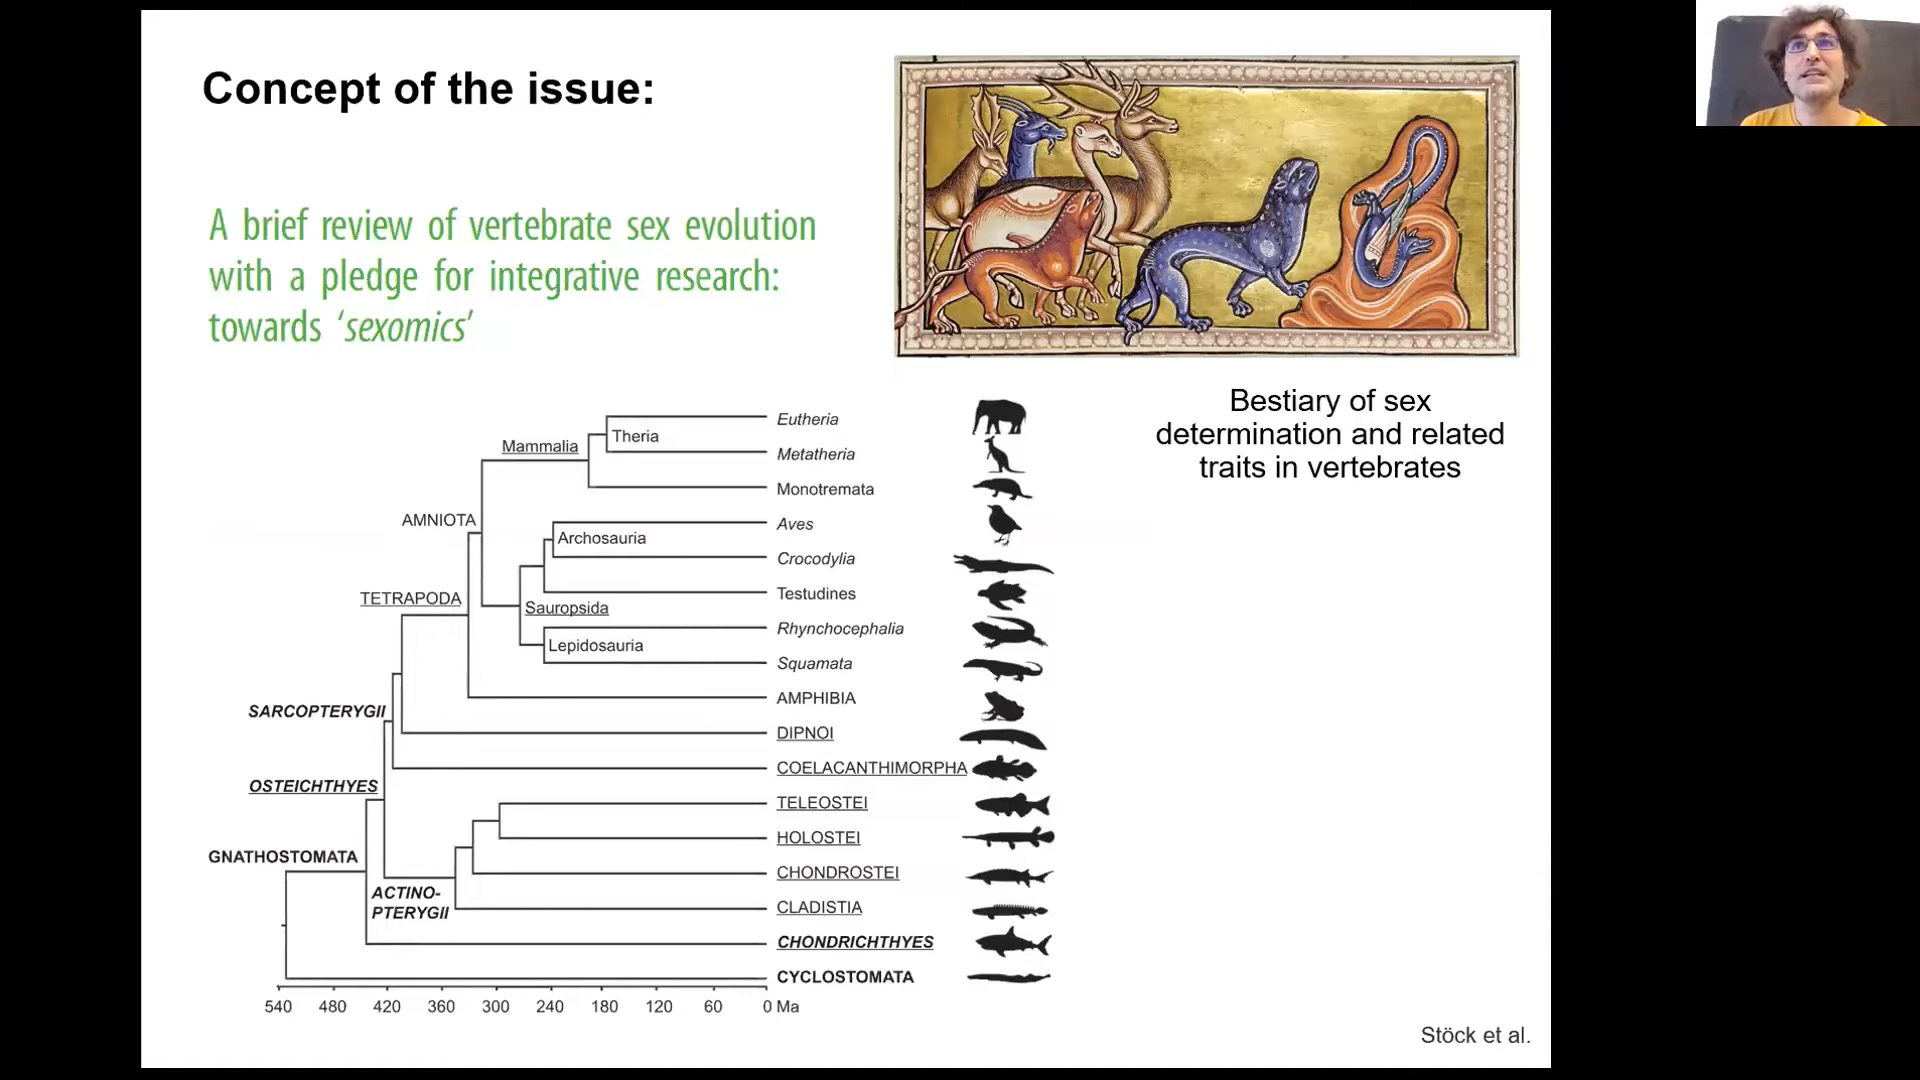 Concept of the issue:
A brief review of vertebrate sex evolution
with a pledge for integrative research:
towards ‘sexomics’
Bestiary of sex
determination and related
traits in vertebrates
Eutheria
Theria
Mammalia
Metatheria
Monotremata
AMNIOTA
Aves
Archosauria
Crocodylia
Testudines
TETRAPODA
Sauropsida
Rhynchocephalia
Lepidosauria
Squamata
AMPHIBIA
SARCOPTERYGII
DIPNOI
COELACANTHIMORPHA
OSTEICHTHYES
TELEOSTEI
HOLOSTEI
GNATHOSTOMATA
CHONDROSTEI
ACTINO-
PTERYGII
CLADISTIA
CHONDRICHTHYES
CYCLOSTOMATA
540 480 420 360 300 240 180 120 60 0 Ma
Stöck et al.